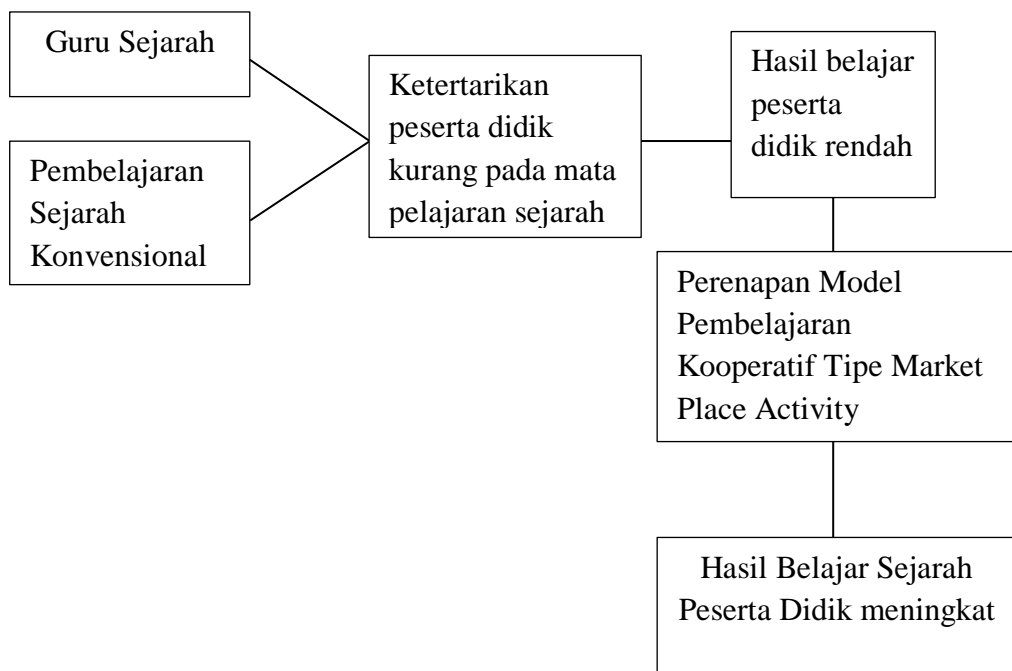 Guru Sejarah
Pembelajaran
Sejarah
Konvensional
Ketertarikan
peserta didik
kurang pada mata
pelajaran sejarah
Hasil belajar
peserta
didik rendah
Perenapan Model
Pembelajaran
Kooperatif Tipe Market
Place Activity
Hasil Belajar Sejarah
Peserta Didik meningkat